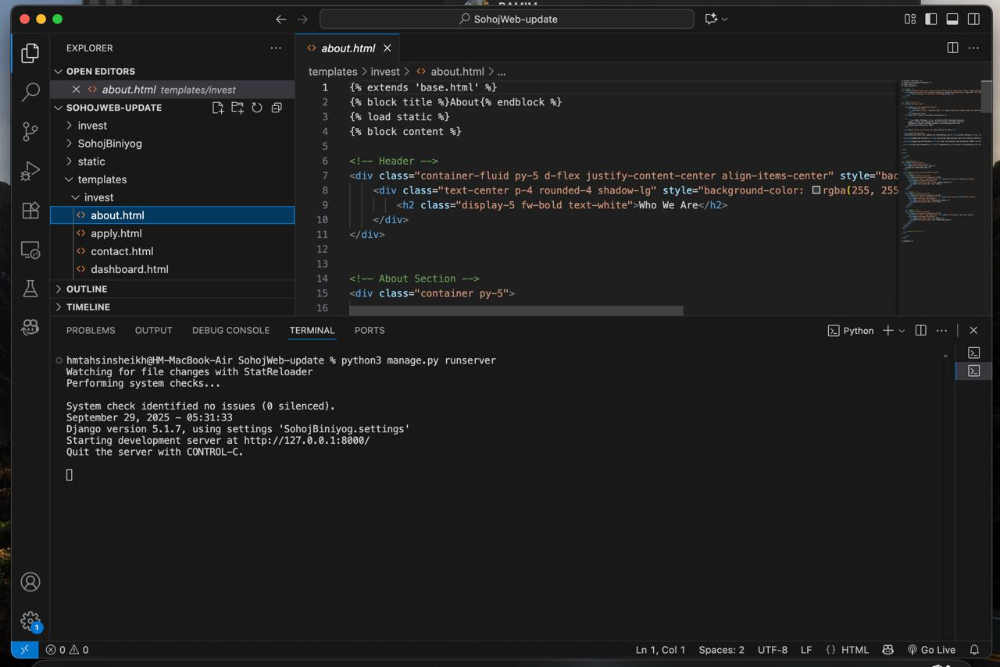 SohojWeb-update
EXPLORER
OPEN EDITORS
about.html templates/invest
SOHOJWEB-UPDATE
invest
SohojBiniyog
static
templates
invest
about.html
apply.html
contact.html
dashboard.html
OUTLINE
TIMELINE
about.html
templates > invest > about.html > ...
1 {% extends 'base.html' %}
2 {% block title %}About{% endblock %}
3 {% load static %}
4 {% block content %}
5
6 <!-- Header -->
7 <div class="container-fluid py-5 d-flex justify-content-center align-items-center" style="bac
8 <div class="text-center p-4 rounded-4 shadow-lg" style="background-color: rgba(255, 255
9 <h2 class="display-5 fw-bold text-white">Who We Are</h2>
10 </div>
11 </div>
12
13
14 <!-- About Section -->
15 <div class="container py-5">
16
PROBLEMS OUTPUT DEBUG CONSOLE TERMINAL PORTS
Python
hmtahsinsheikh@HM-MacBook-Air SohojWeb-update % python3 manage.py runserver
Watching for file changes with StatReloader
Performing system checks...
System check identified no issues (0 silenced).
September 29, 2025 - 05:31:33
Django version 5.1.7, using settings 'SohojBiniyog.settings'
Starting development server at http://127.0.0.1:8000/
Quit the server with CONTROL-C.
1
0 0 Ln 1, Col 1 Spaces: 2 UTF-8 LF {} HTML Go Live